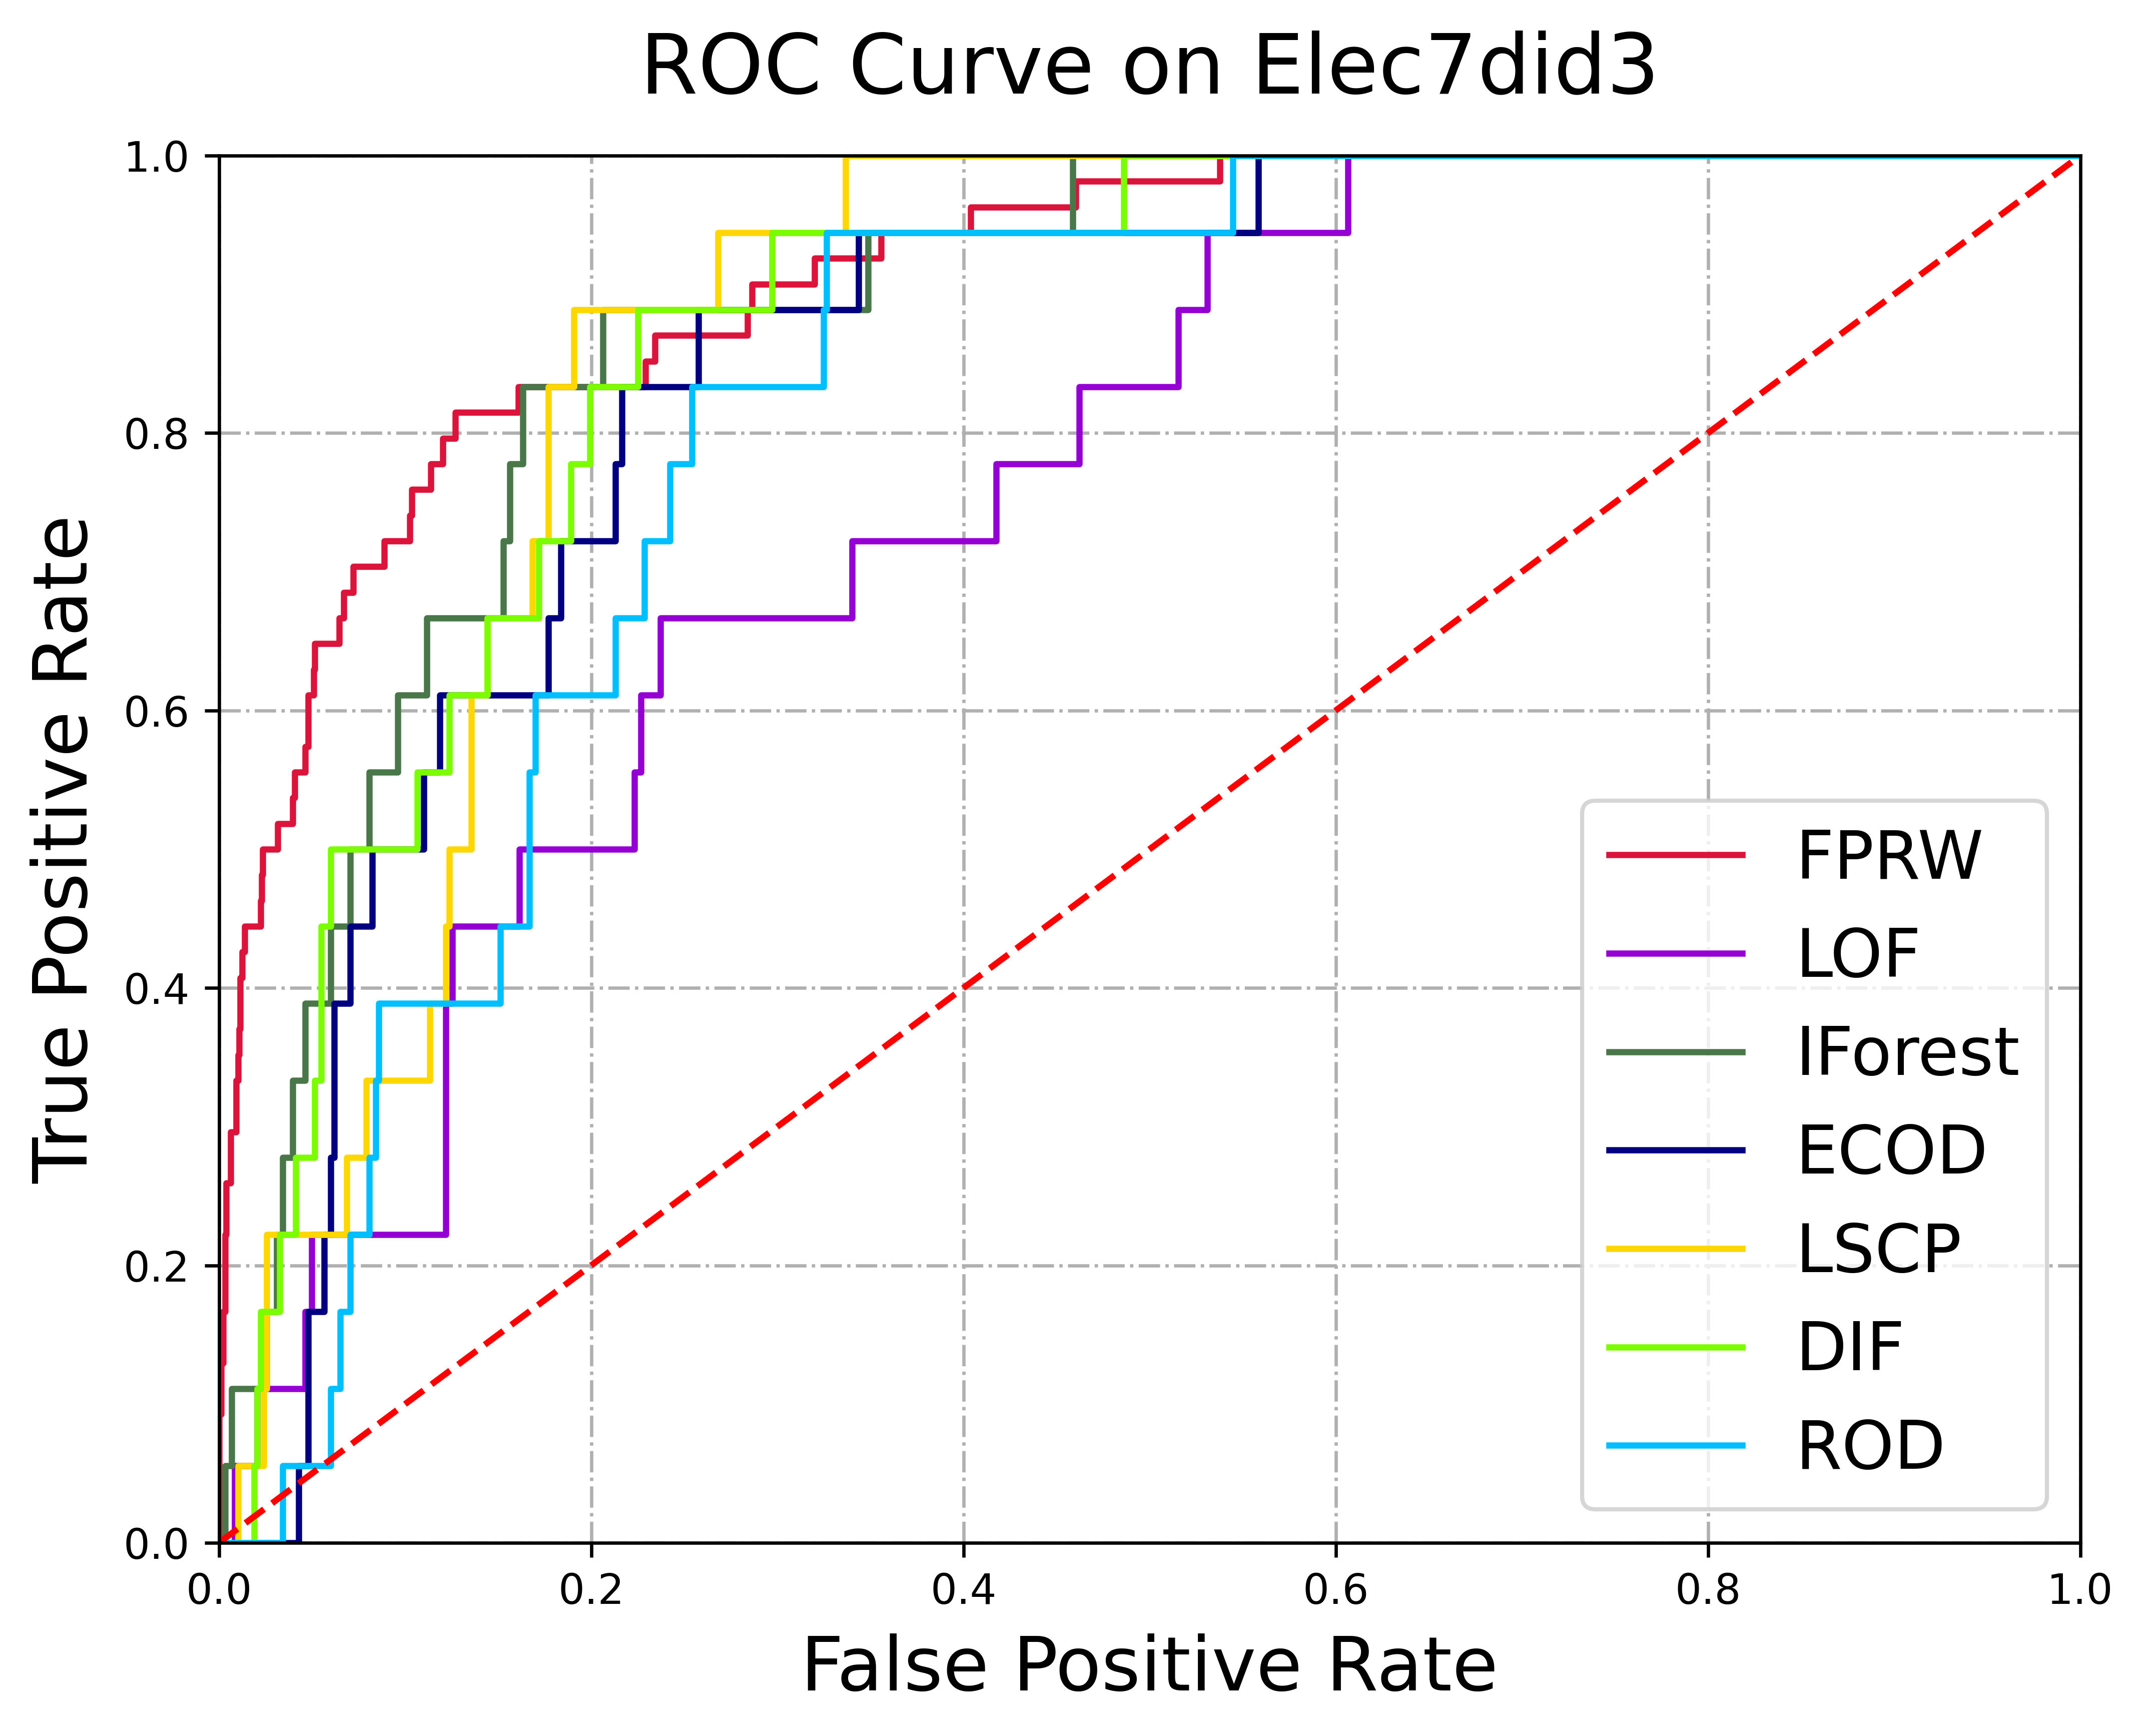 ROC Curve on Elec7did3
True Positive Rate
1.0
0.8
0.6
0.4
0.2
0.0
FPRW
LOF
IForest
ECOD
LSCP
DIF
ROD
0.0 0.2 0.4 0.6 0.8 1.0
False Positive Rate